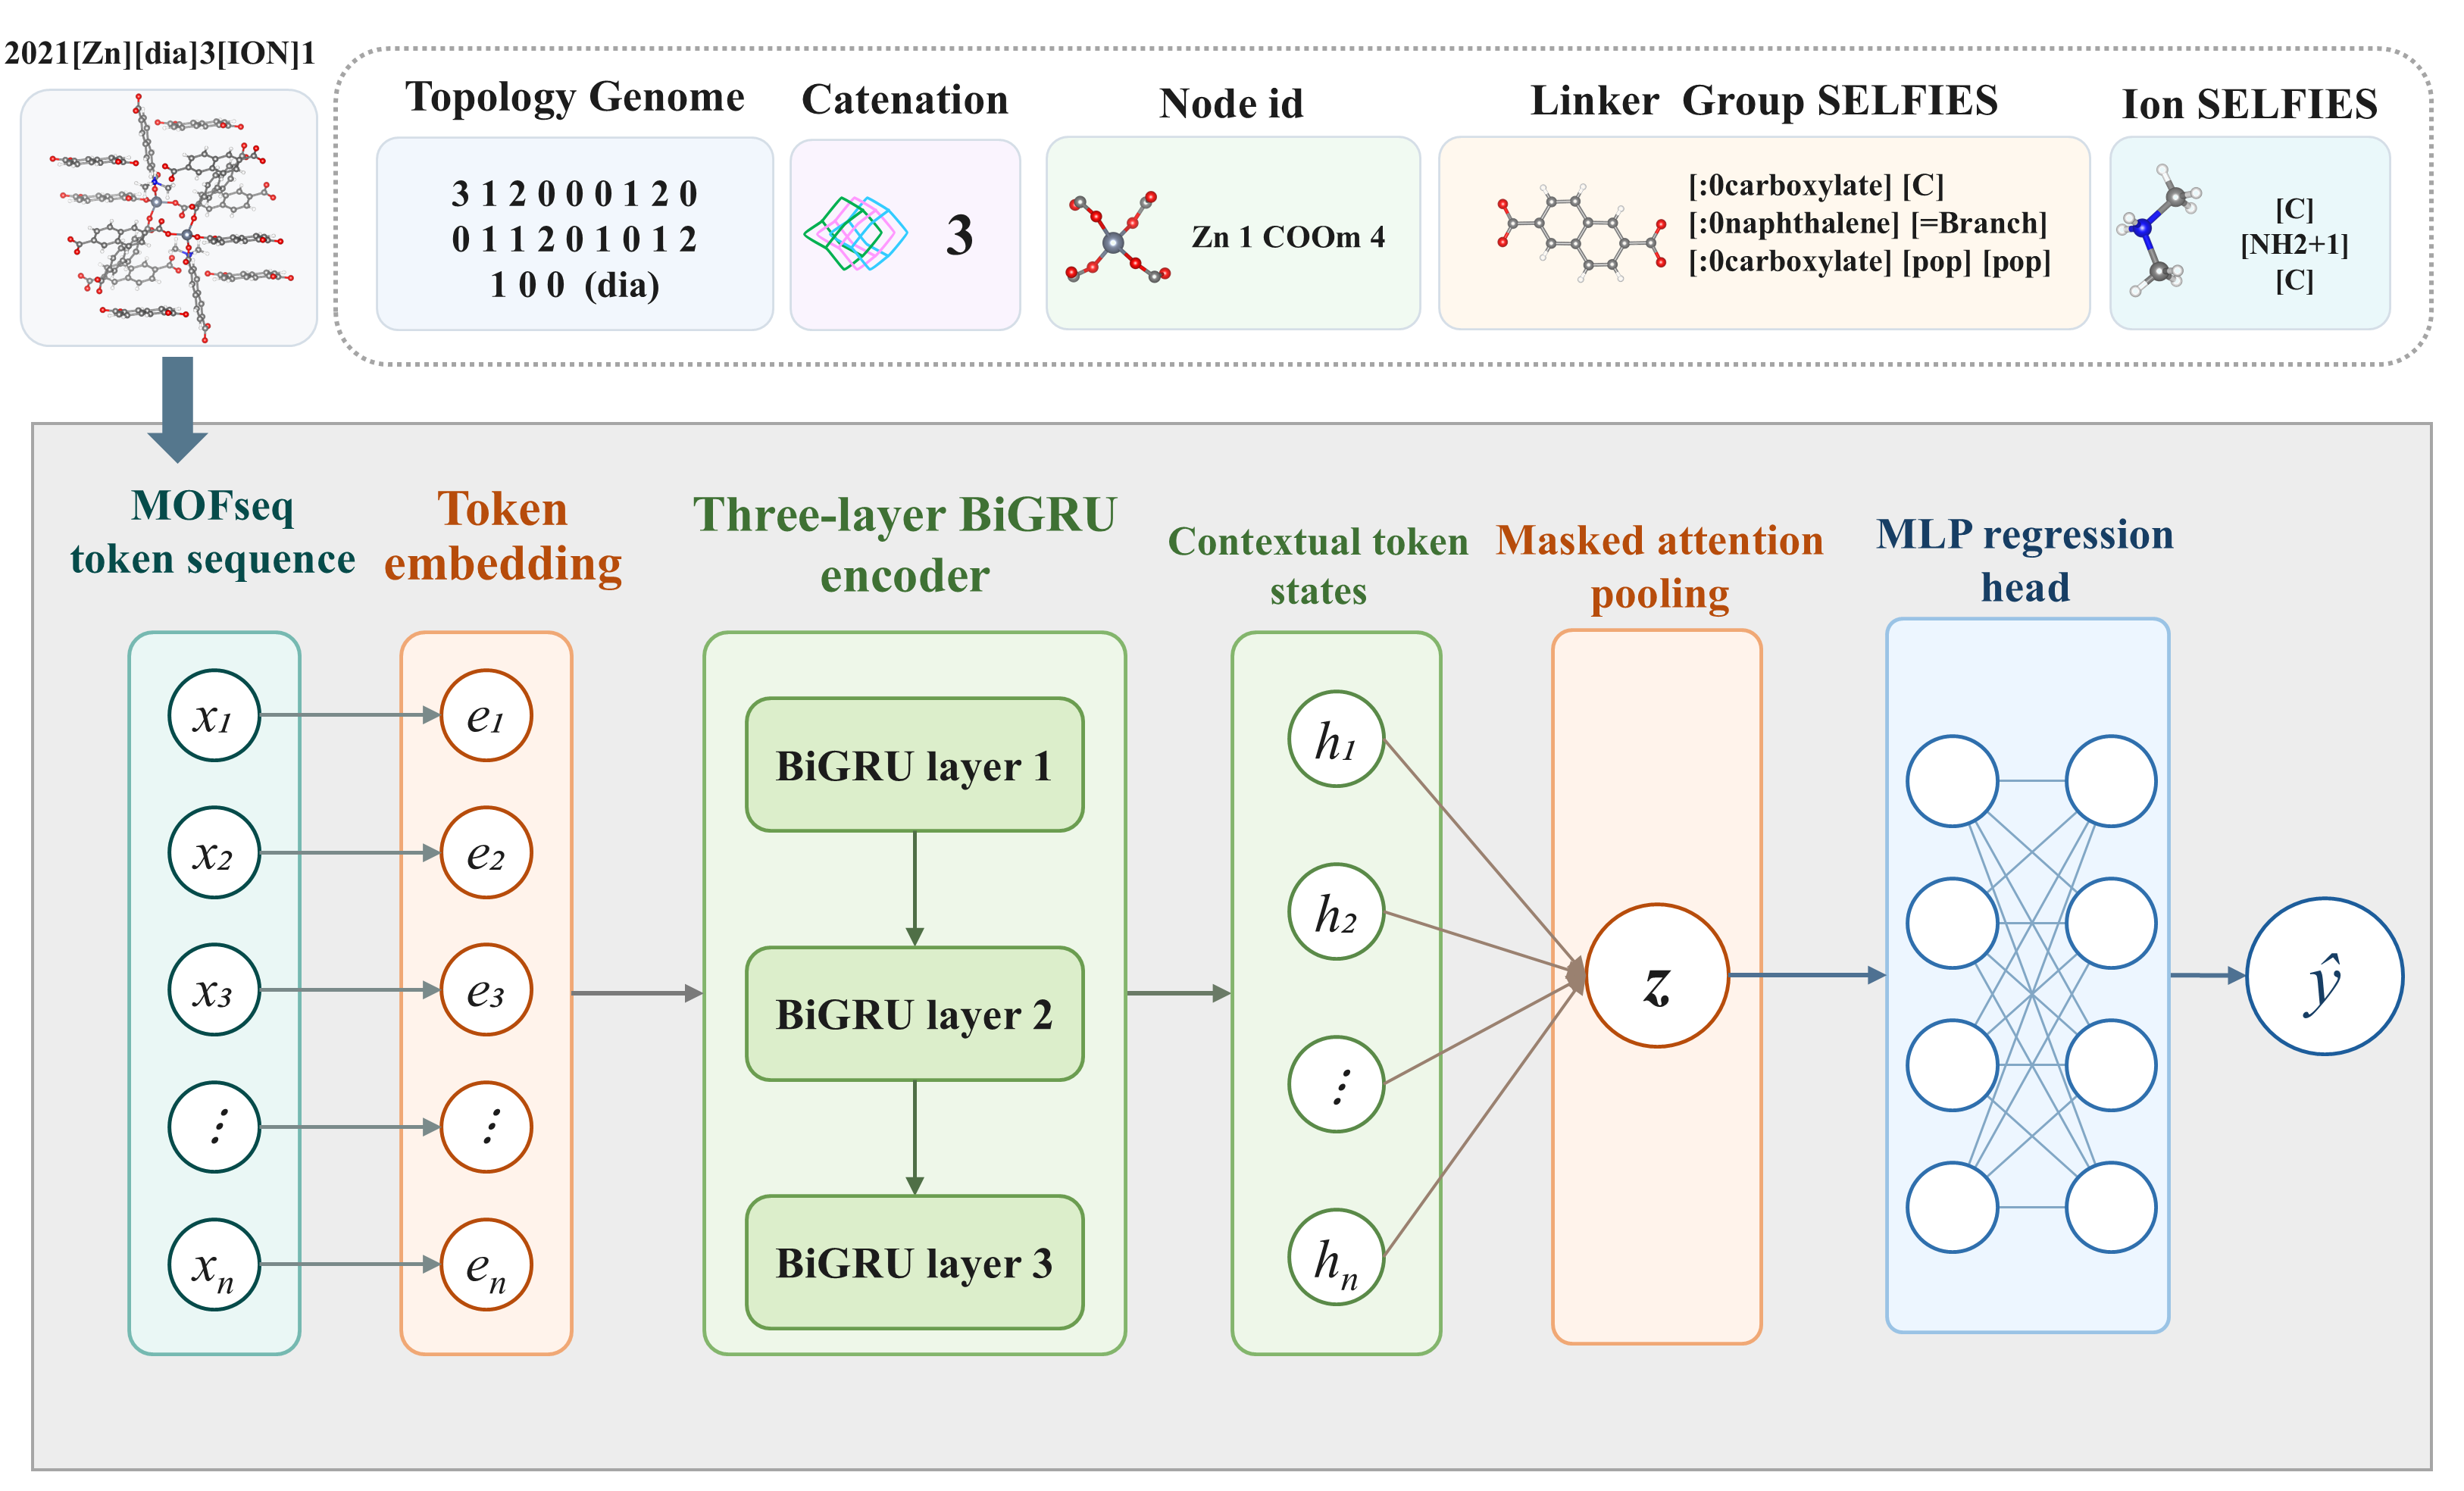 2021[Zn][dia]3[ION]1
Topology Genome
3 1 2 0 0 0 1 2 0
0 1 1 2 0 1 0 1 2
1 0 0 (dia)
Catenation
3
Node id
Zn 1 COOm 4
Linker Group SELFIES
[:0carboxylate] [C]
[:0naphthalene] [=Branch]
[:0carboxylate] [pop] [pop]
Ion SELFIES
[C]
[NH2+1]
[C]
MOFseq
token sequence
Token
embedding
Three-layer BiGRU
encoder
Contextual token
states
Masked attention
pooling
MLP regression
head
x₁
x₂
x₃
⋮
xₙ
e₁
e₂
e₃
⋮
eₙ
BiGRU layer 1
BiGRU layer 2
BiGRU layer 3
h₁
h₂
⋮
hₙ
z
ŷ